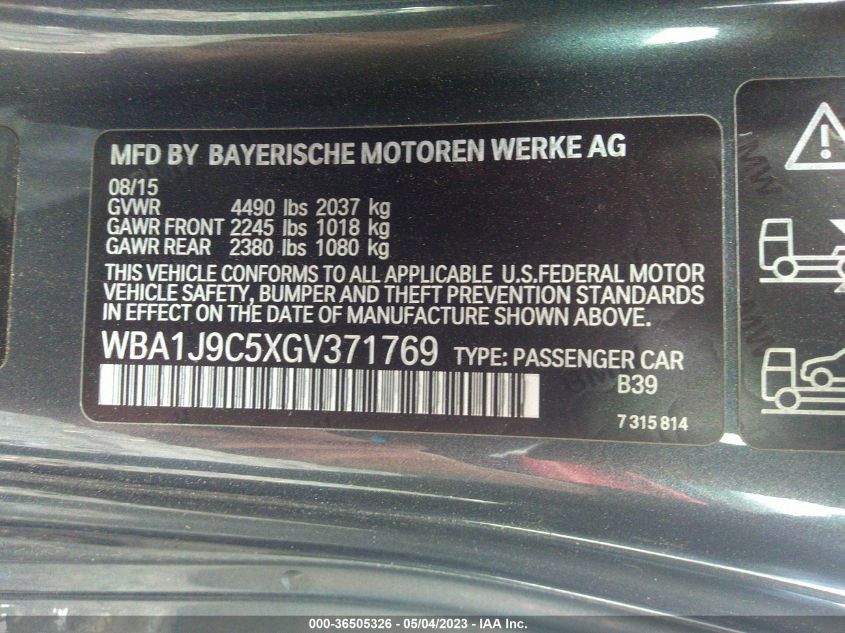 MFD BY BAYERISCHE MOTOREN WERKE AG
08/15
GVWR 4490 lbs 2037 kg
GAWR FRONT 2245 lbs 1018 kg
GAWR REAR 2380 lbs 1080 kg
THIS VEHICLE CONFORMS TO ALL APPLICABLE U.S.FEDERAL MOTOR
VEHICLE SAFETY, BUMPER AND THEFT PREVENTION STANDARDS
IN EFFECT ON THE DATE OF MANUFACTURE SHOWN ABOVE.
WBA1J9C5XGV371769 TYPE: PASSENGER CAR
B39
7 315 814
000-36505326 - 05/04/2023 - IAA Inc.